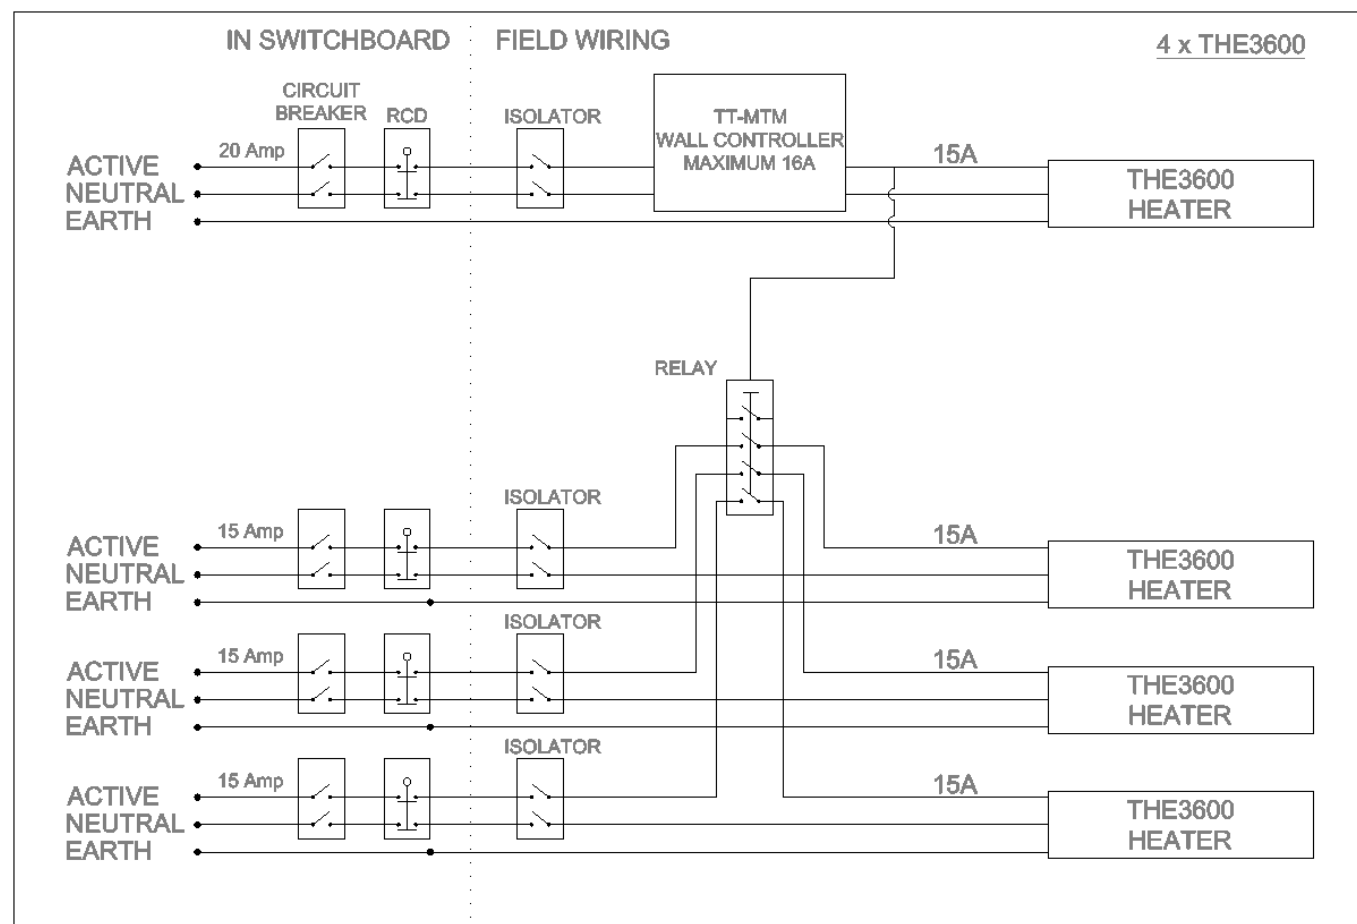 IN SWITCHBOARD
FIELD WIRING
4 x THE3600
CIRCUIT
BREAKER
RCD
ISOLATOR
TT-MTM
WALL CONTROLLER
MAXIMUM 16A
20 Amp
15A
ACTIVE
NEUTRAL
EARTH
THE3600
HEATER
RELAY
ISOLATOR
15 Amp
15A
ACTIVE
NEUTRAL
EARTH
THE3600
HEATER
ISOLATOR
15 Amp
15A
ACTIVE
NEUTRAL
EARTH
THE3600
HEATER
ISOLATOR
15 Amp
15A
ACTIVE
NEUTRAL
EARTH
THE3600
HEATER